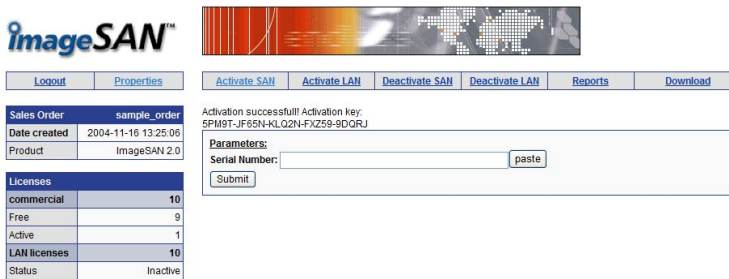 imageSAN™
Logout Properties
Activate SAN Activate LAN Deactivate SAN Deactivate LAN Reports Download
Sales Order sample_order
Date created 2004-11-16 13:25:06
Product ImageSAN 2.0
Licenses
commercial 10
Free 9
Active 1
LAN licenses 10
Status Inactive
Activation successfull! Activation key:
5PM9T-JF65N-KLQ2N-FXZ59-9DQRJ
Parameters:
Serial Number: paste
Submit